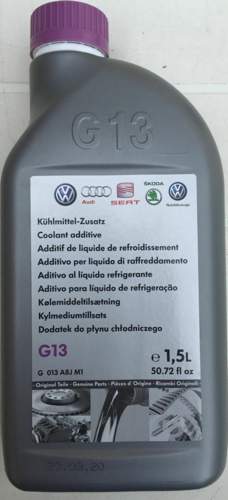 G13
Audi
SEAT
ŠKODA
Nutzfahrzeuge
Kühlmittel-Zusatz
Coolant additive
Additif de liquide de refroidissement
Additivo per liquido di raffreddamento
Aditivo al líquido refrigerante
Aditivo para líquido de refrigeração
Kølemiddeltilsætning
Kylmediumtillsats
Dodatek do płynu chłodniczego
G13
e 1,5L
G 013 A8J M1
50.72 fl oz
Original Teile · Genuine Parts · Pièces d'Origine · Ricambi Originali